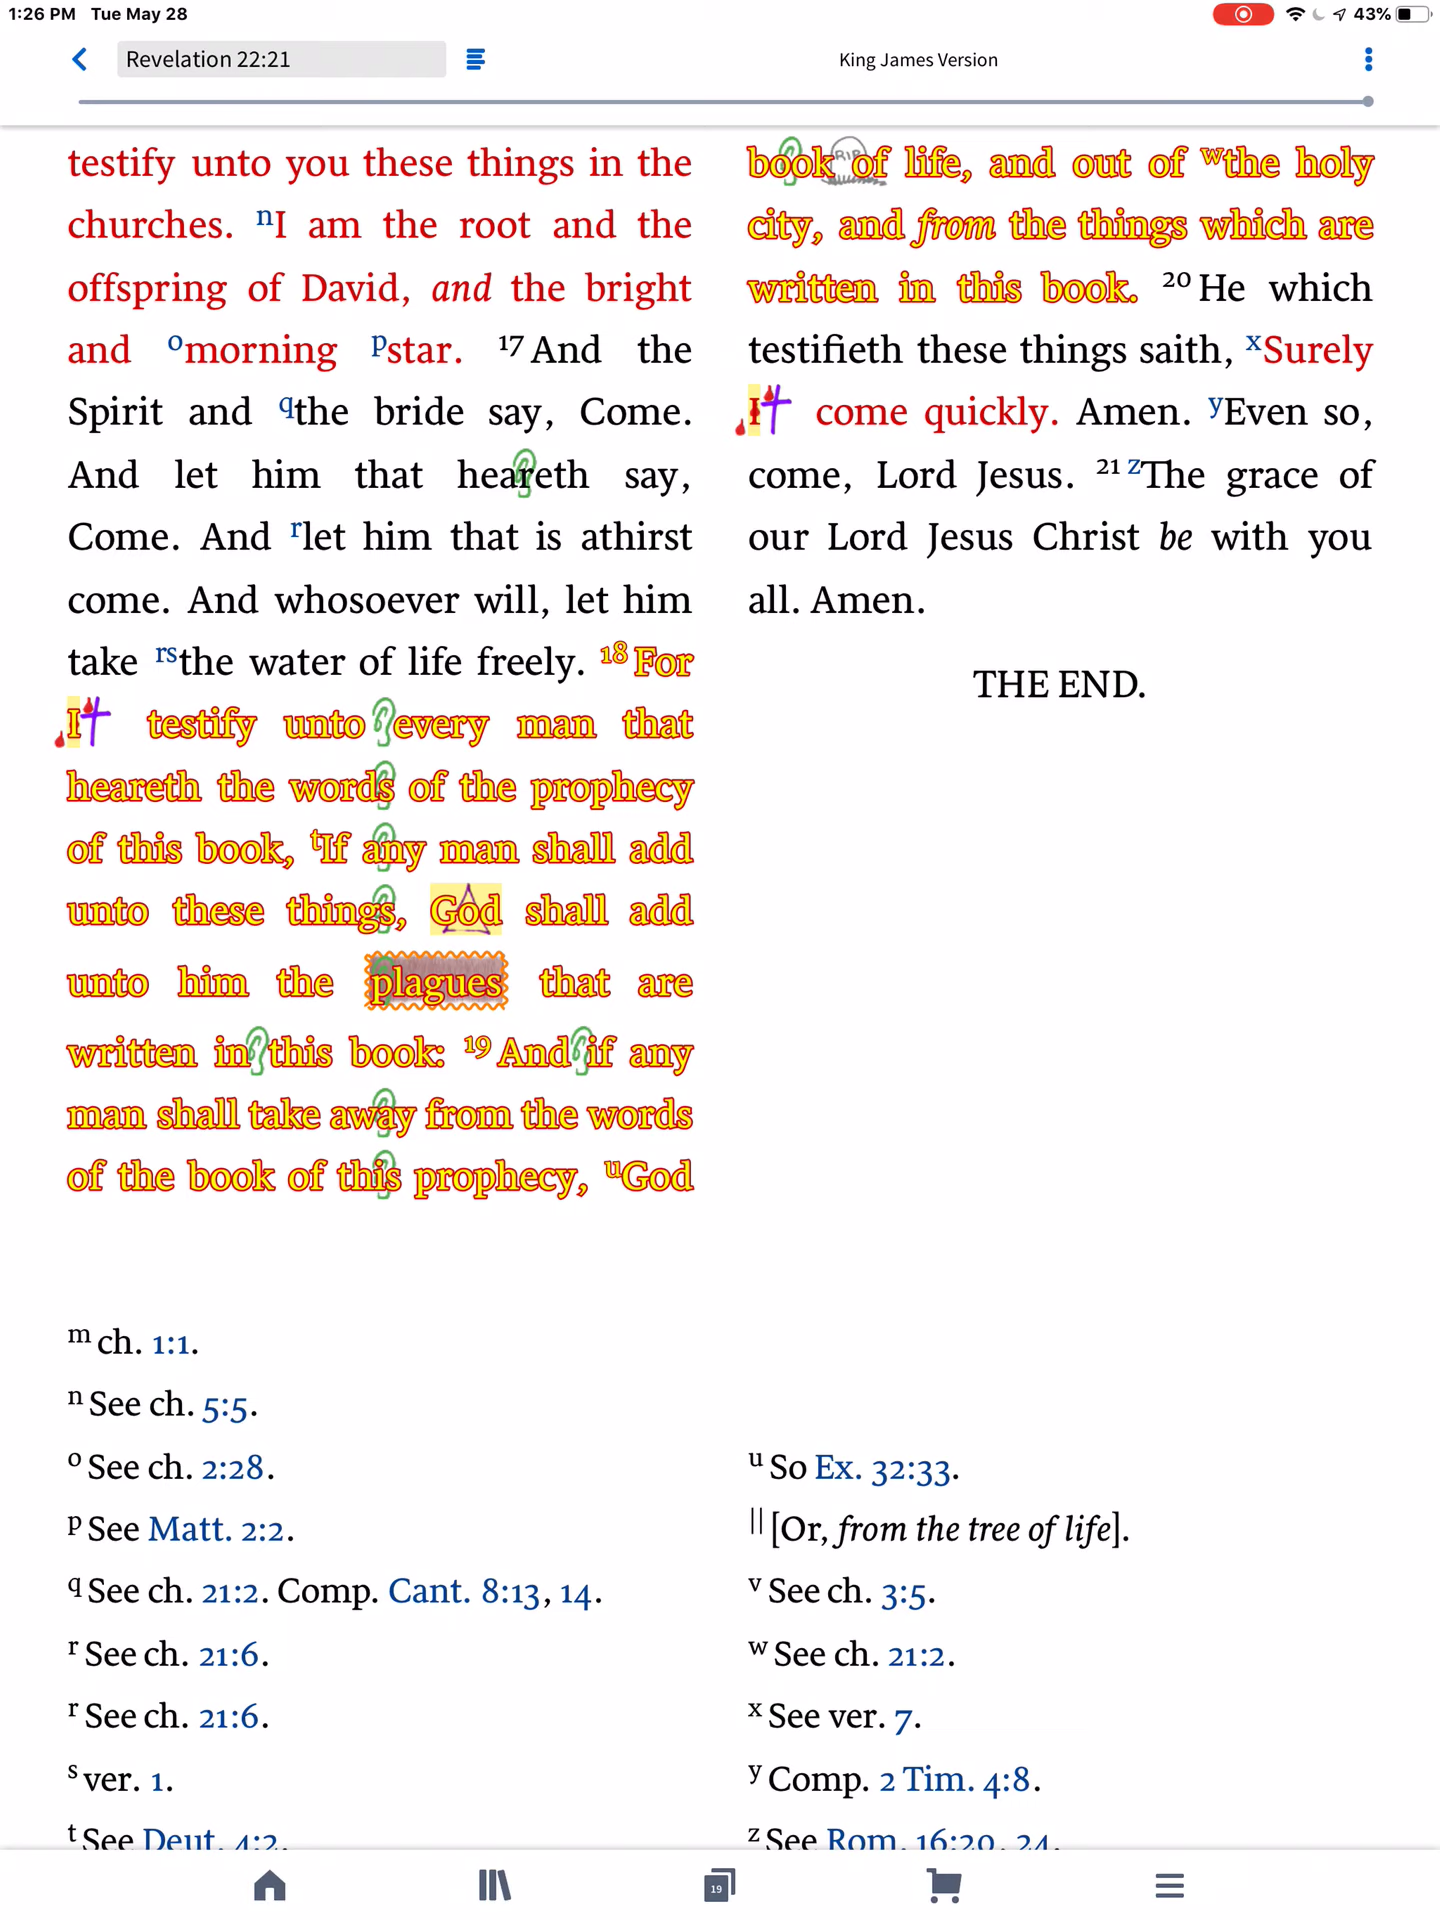 1:26 PM Tue May 28 43%
Revelation 22:21
King James Version
testify unto you these things in the
churches. nI am the root and the
offspring of David, and the bright
and omorning pstar. 17 And the
Spirit and qthe bride say, Come.
And let him that heareth say,
Come. And rlet him that is athirst
come. And whosoever will, let him
take rsthe water of life freely. 18 For
I testify unto every man that
heareth the words of the prophecy
of this book, tIf any man shall add
unto these things, God shall add
unto him the plagues that are
written in this book: 19 And if any
man shall take away from the words
of the book of this prophecy, uGod
book of life, and out of wthe holy
RIP
city, and from the things which are
written in this book. 20 He which
testifieth these things saith, xSurely
I come quickly. Amen. yEven so,
come, Lord Jesus. 21 zThe grace of
our Lord Jesus Christ be with you
all. Amen.
THE END.
m ch. 1:1.
n See ch. 5:5.
o See ch. 2:28.
p See Matt. 2:2.
q See ch. 21:2. Comp. Cant. 8:13, 14.
r See ch. 21:6.
r See ch. 21:6.
s ver. 1.
t See Deut. 4:2.
u So Ex. 32:33.
|| [Or, from the tree of life].
v See ch. 3:5.
w See ch. 21:2.
x See ver. 7.
y Comp. 2 Tim. 4:8.
z See Rom. 16:20, 24.
19